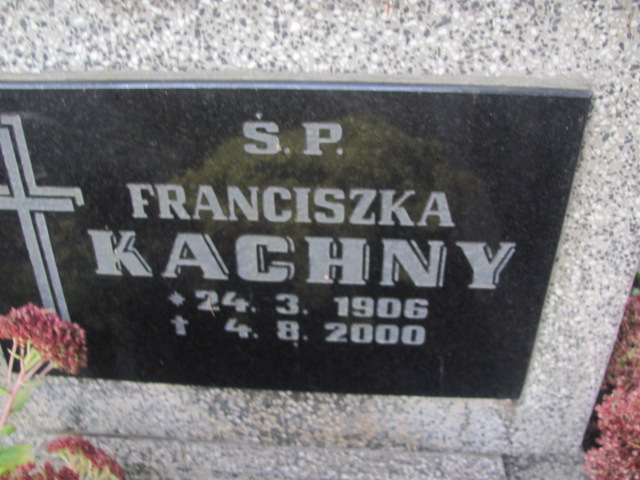 Ś. P.
FRANCISZKA
KACHNY
* 24. 3. 1906
† 4. 8. 2000